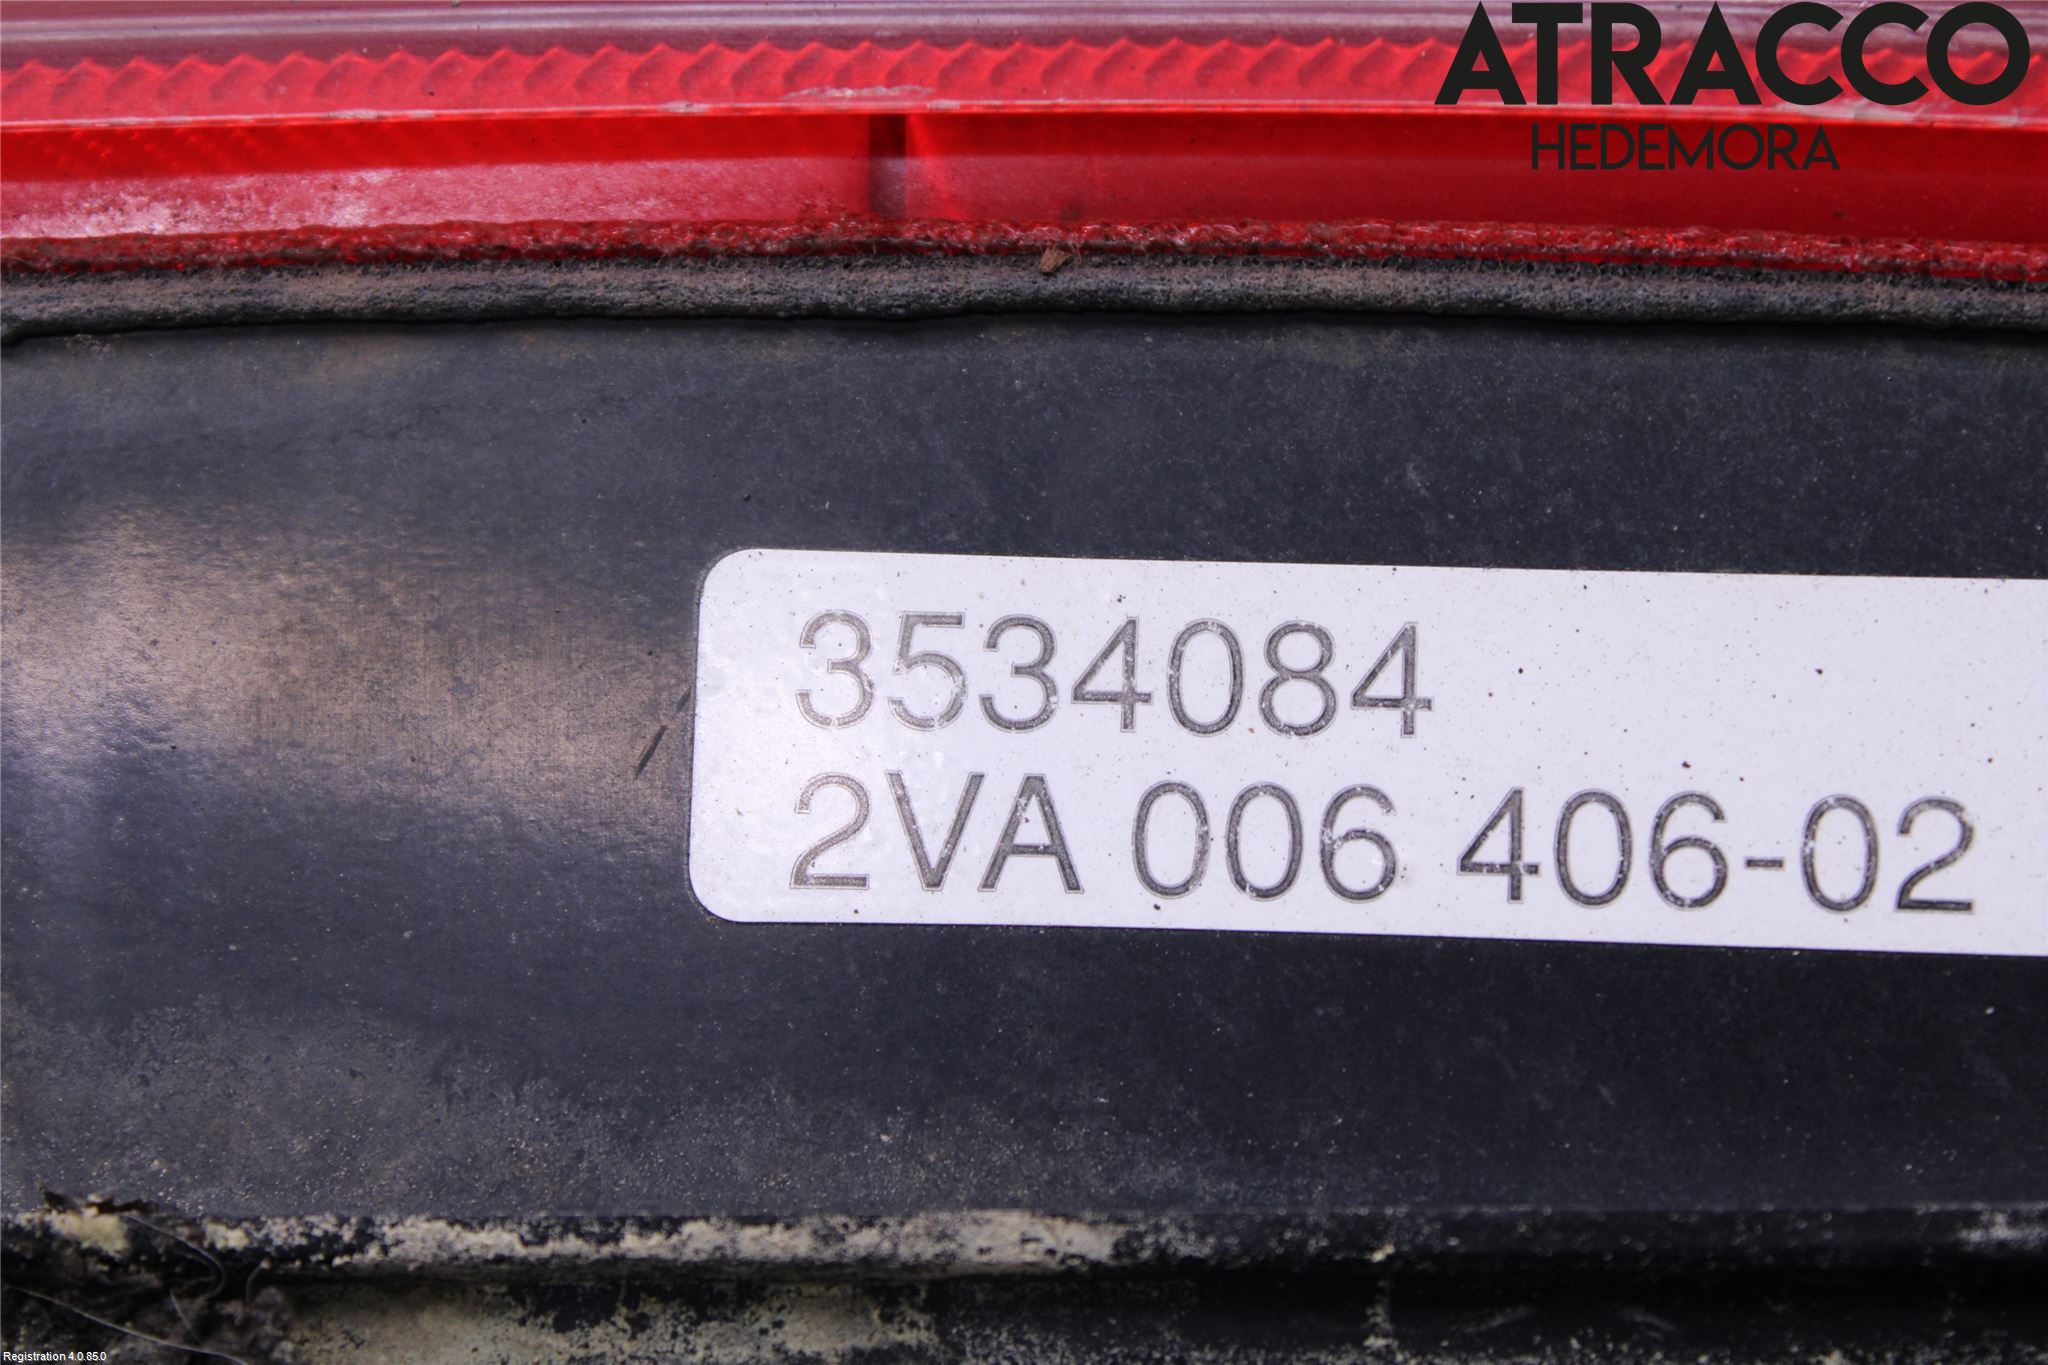 ATRACCO
HEDEMORA
3534084
2VA 006 406-02
Registration 4.0.85.0